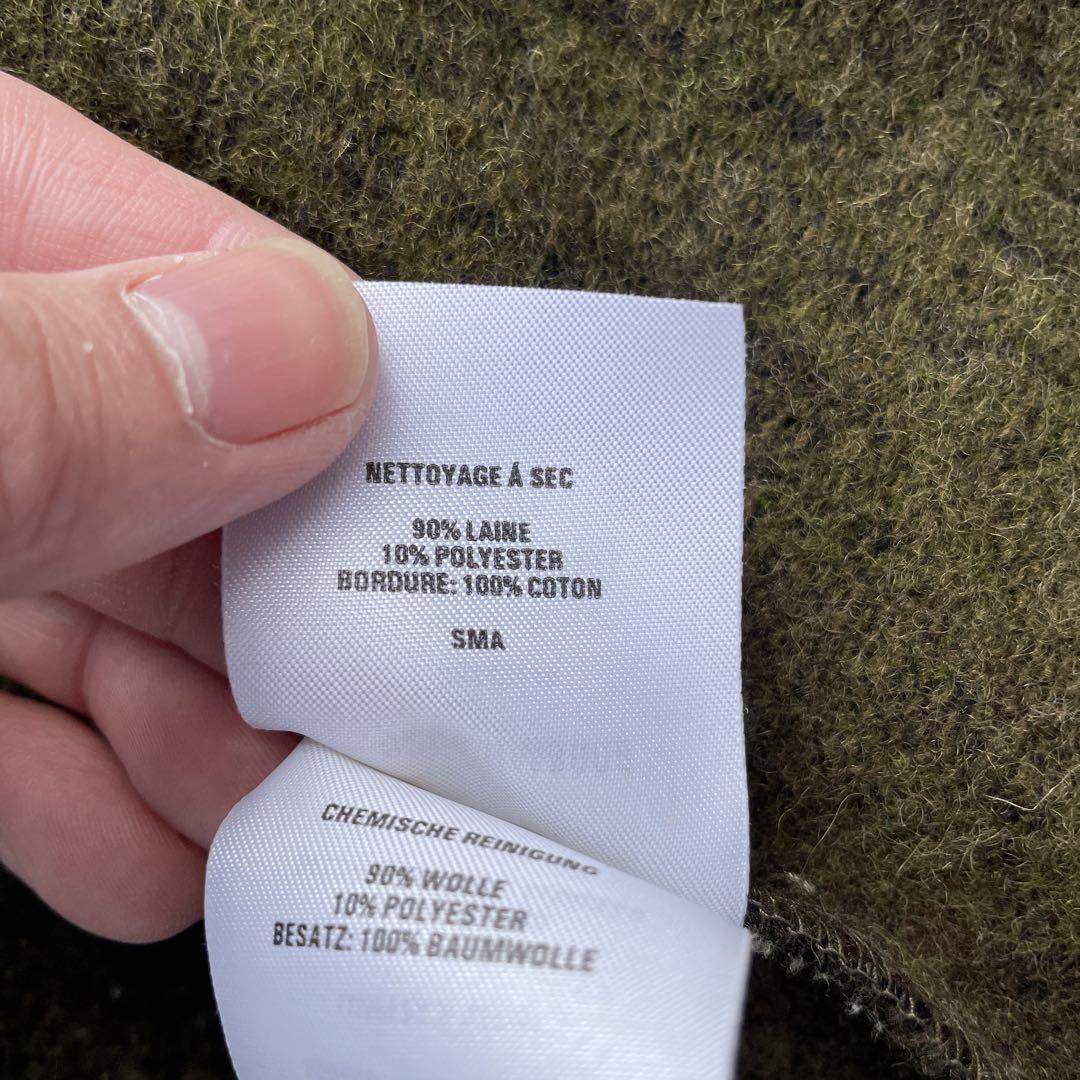 NETTOYAGE Á SEC
90% LAINE
10% POLYESTER
BORDURE: 100% COTON
SMA
CHEMISCHE REINIGUNG
90% WOLLE
10% POLYESTER
BESATZ: 100% BAUMWOLLE